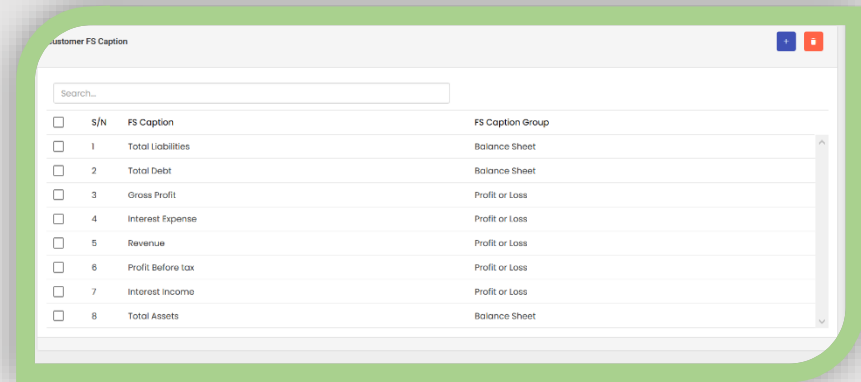 Customer FS Caption
+
Search...
S/N FS Caption FS Caption Group
1 Total Liabilities Balance Sheet
2 Total Debt Balance Sheet
3 Gross Profit Profit or Loss
4 Interest Expense Profit or Loss
5 Revenue Profit or Loss
6 Profit Before tax Profit or Loss
7 Interest Income Profit or Loss
8 Total Assets Balance Sheet